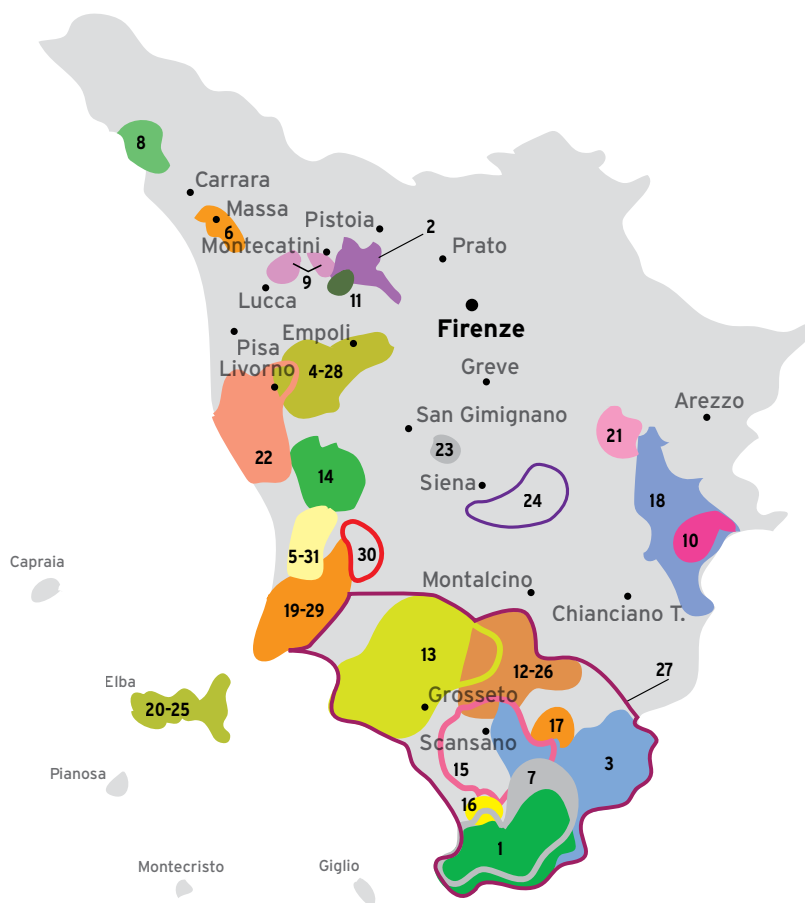 8
Carrara
Massa
6
Pistoia
2
Montecatini
Prato
9
Lucca
11
Firenze
Pisa
Empoli
Livorno
4-28
Greve
Arezzo
San Gimignano
21
22
23
14
Siena
24
18
10
5-31
30
Capraia
Montalcino
19-29
Chianciano T.
13
12-26
27
Elba
20-25
Grosseto
17
Scansano
3
15
7
Pianosa
16
1
Montecristo
Giglio